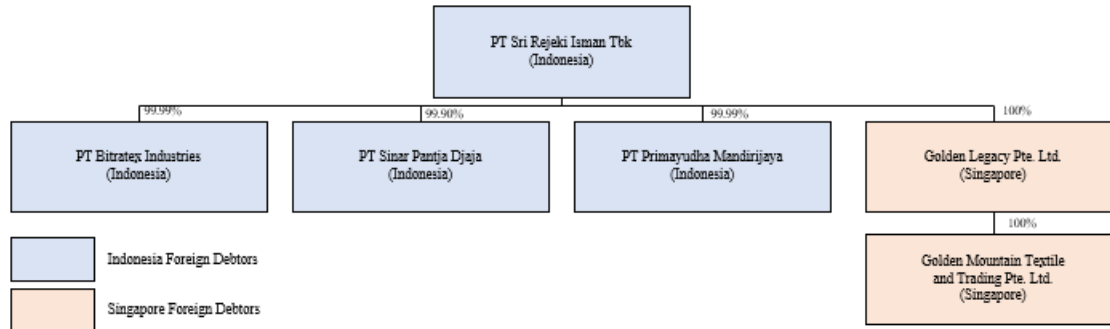 PT Sri Rejeki Isman Tbk
(Indonesia)
99.99%
99.90%
99.99%
100%
PT Bitratex Industries
(Indonesia)
PT Sinar Pantja Djaja
(Indonesia)
PT Primayudha Mandirijaya
(Indonesia)
Golden Legacy Pte. Ltd.
(Singapore)
100%
Golden Mountain Textile
and Trading Pte. Ltd.
(Singapore)
Indonesia Foreign Debtors
Singapore Foreign Debtors